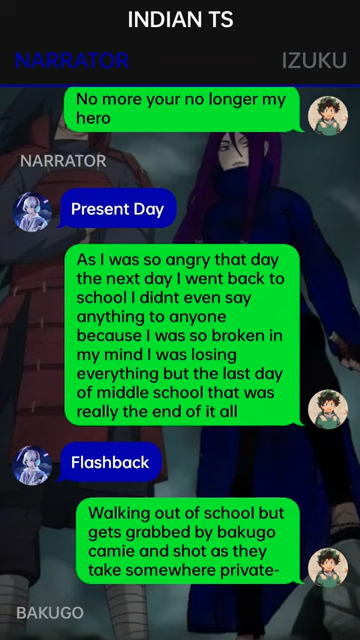 INDIAN TS
NARRATOR IZUKU
No more your no longer my
hero
NARRATOR
Present Day
As I was so angry that day
the next day I went back to
school I didnt even say
anything to anyone
because I was so broken in
my mind I was losing
everything but the last day
of middle school that was
really the end of it all
Flashback
Walking out of school but
gets grabbed by bakugo
camie and shot as they
take somewhere private-
BAKUGO